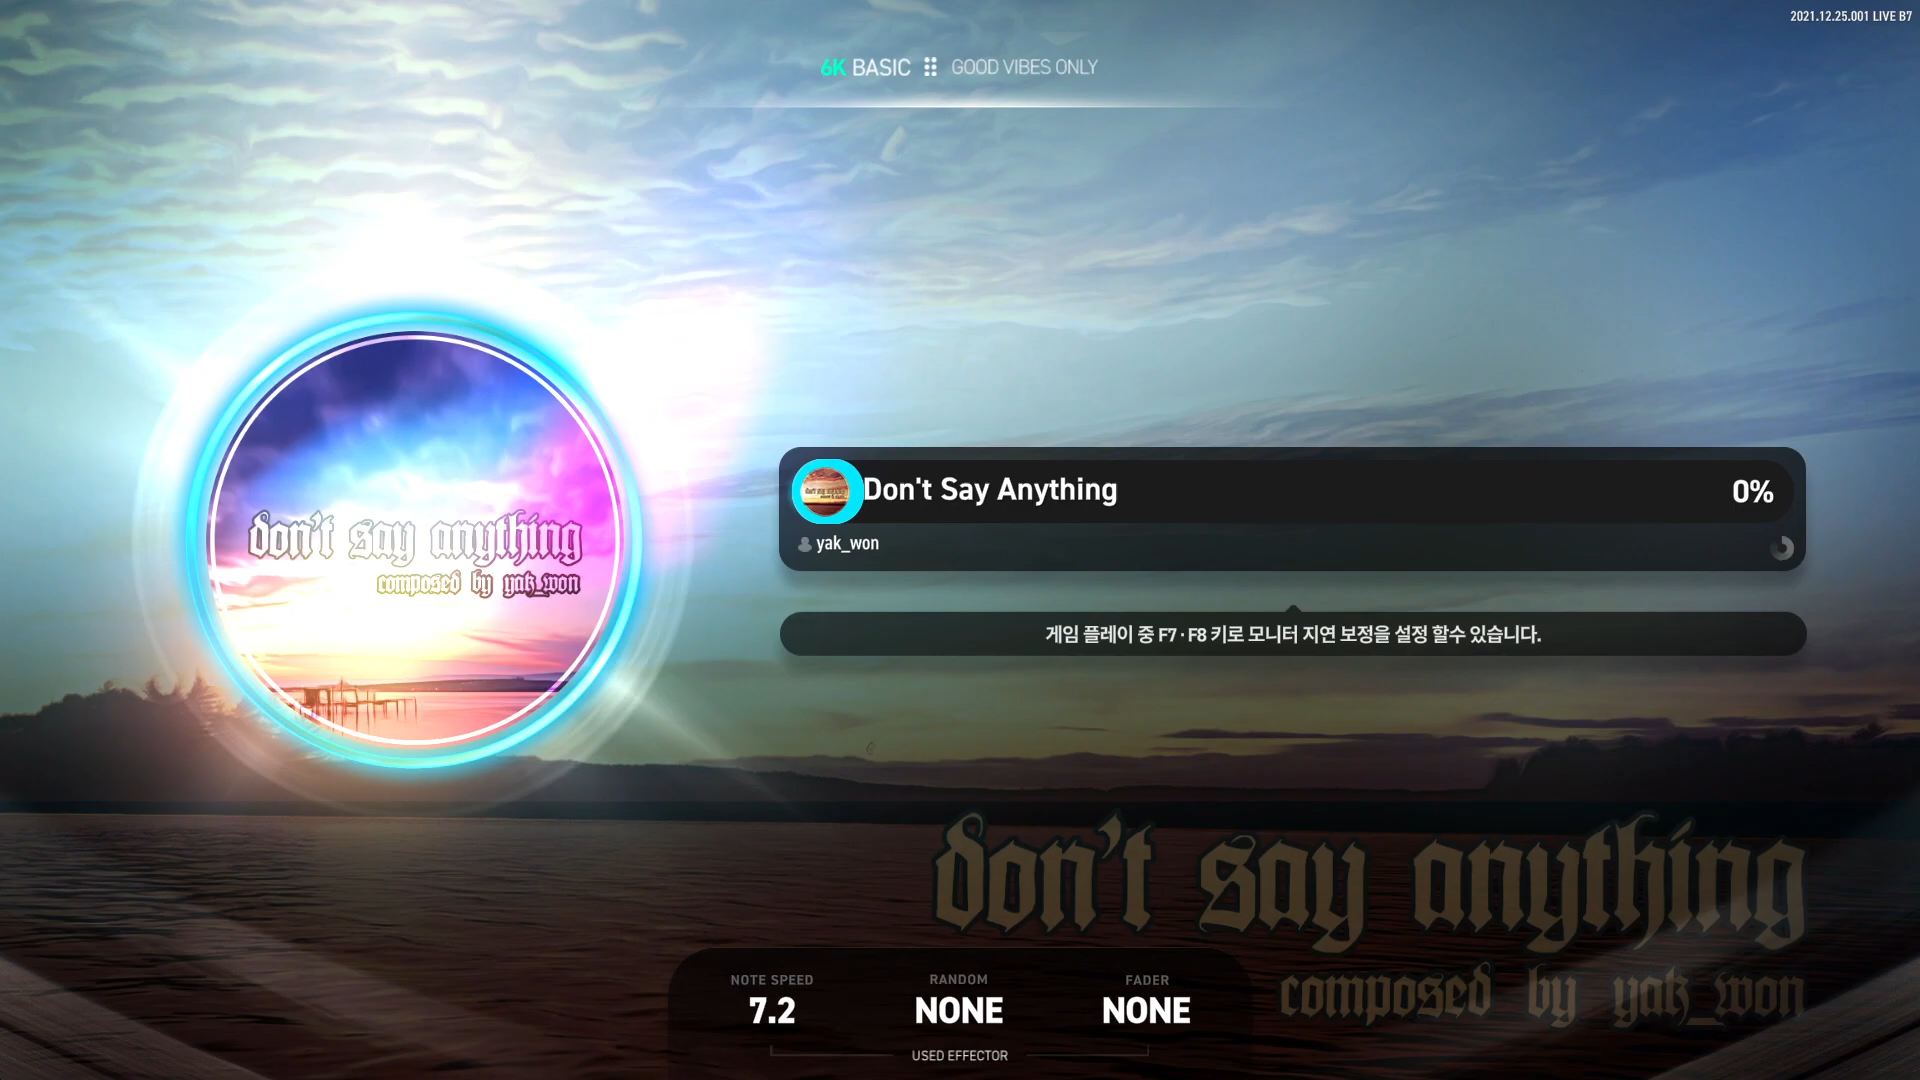 2021.12.25.001 LIVE B7
6K BASIC GOOD VIBES ONLY
don't say anything
composed by yak_won
Don't Say Anything
0%
yak_won
게임 플레이 중 F7 · F8 키로 모니터 지연 보정을 설정 할수 있습니다.
don't say anything
composed by yak_won
NOTE SPEED RANDOM FADER
7.2 NONE NONE
USED EFFECTOR